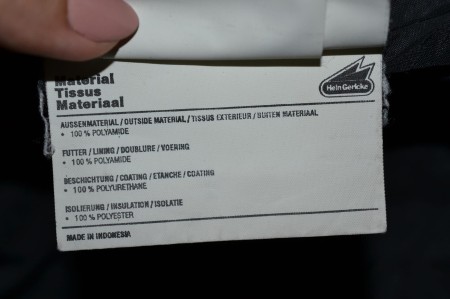 Material
Tissus
Materiaal
Hein Gericke
AUSSENMATERIAL / OUTSIDE MATERIAL / TISSUS EXTERIEUR / BUITEN MATERIAAL
• 100 % POLYAMIDE
FUTTER / LINING / DOUBLURE / VOERING
• 100 % POLYAMIDE
BESCHICHTUNG / COATING / ETANCHE / COATING
• 100 % POLYURETHANE
ISOLIERUNG / INSULATION / ISOLATIE
• 100 % POLYESTER
MADE IN INDONESIA